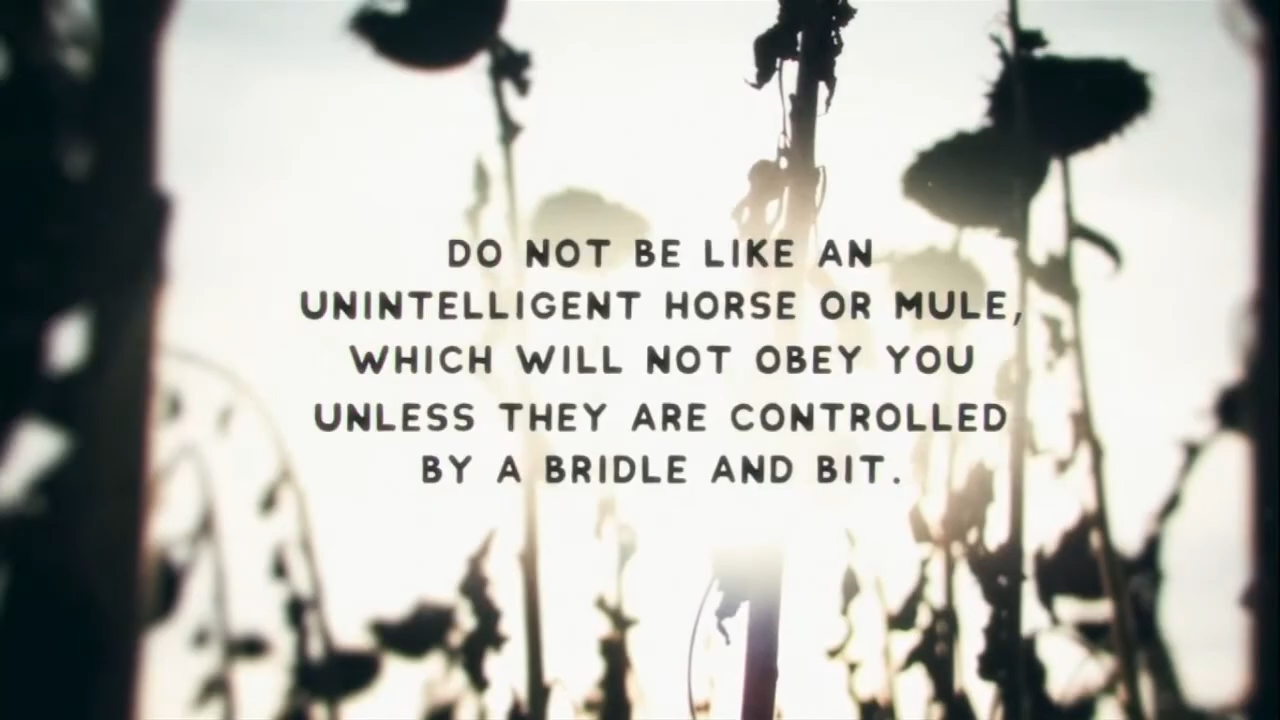 DO NOT BE LIKE AN
UNINTELLIGENT HORSE OR MULE,
WHICH WILL NOT OBEY YOU
UNLESS THEY ARE CONTROLLED
BY A BRIDLE AND BIT.